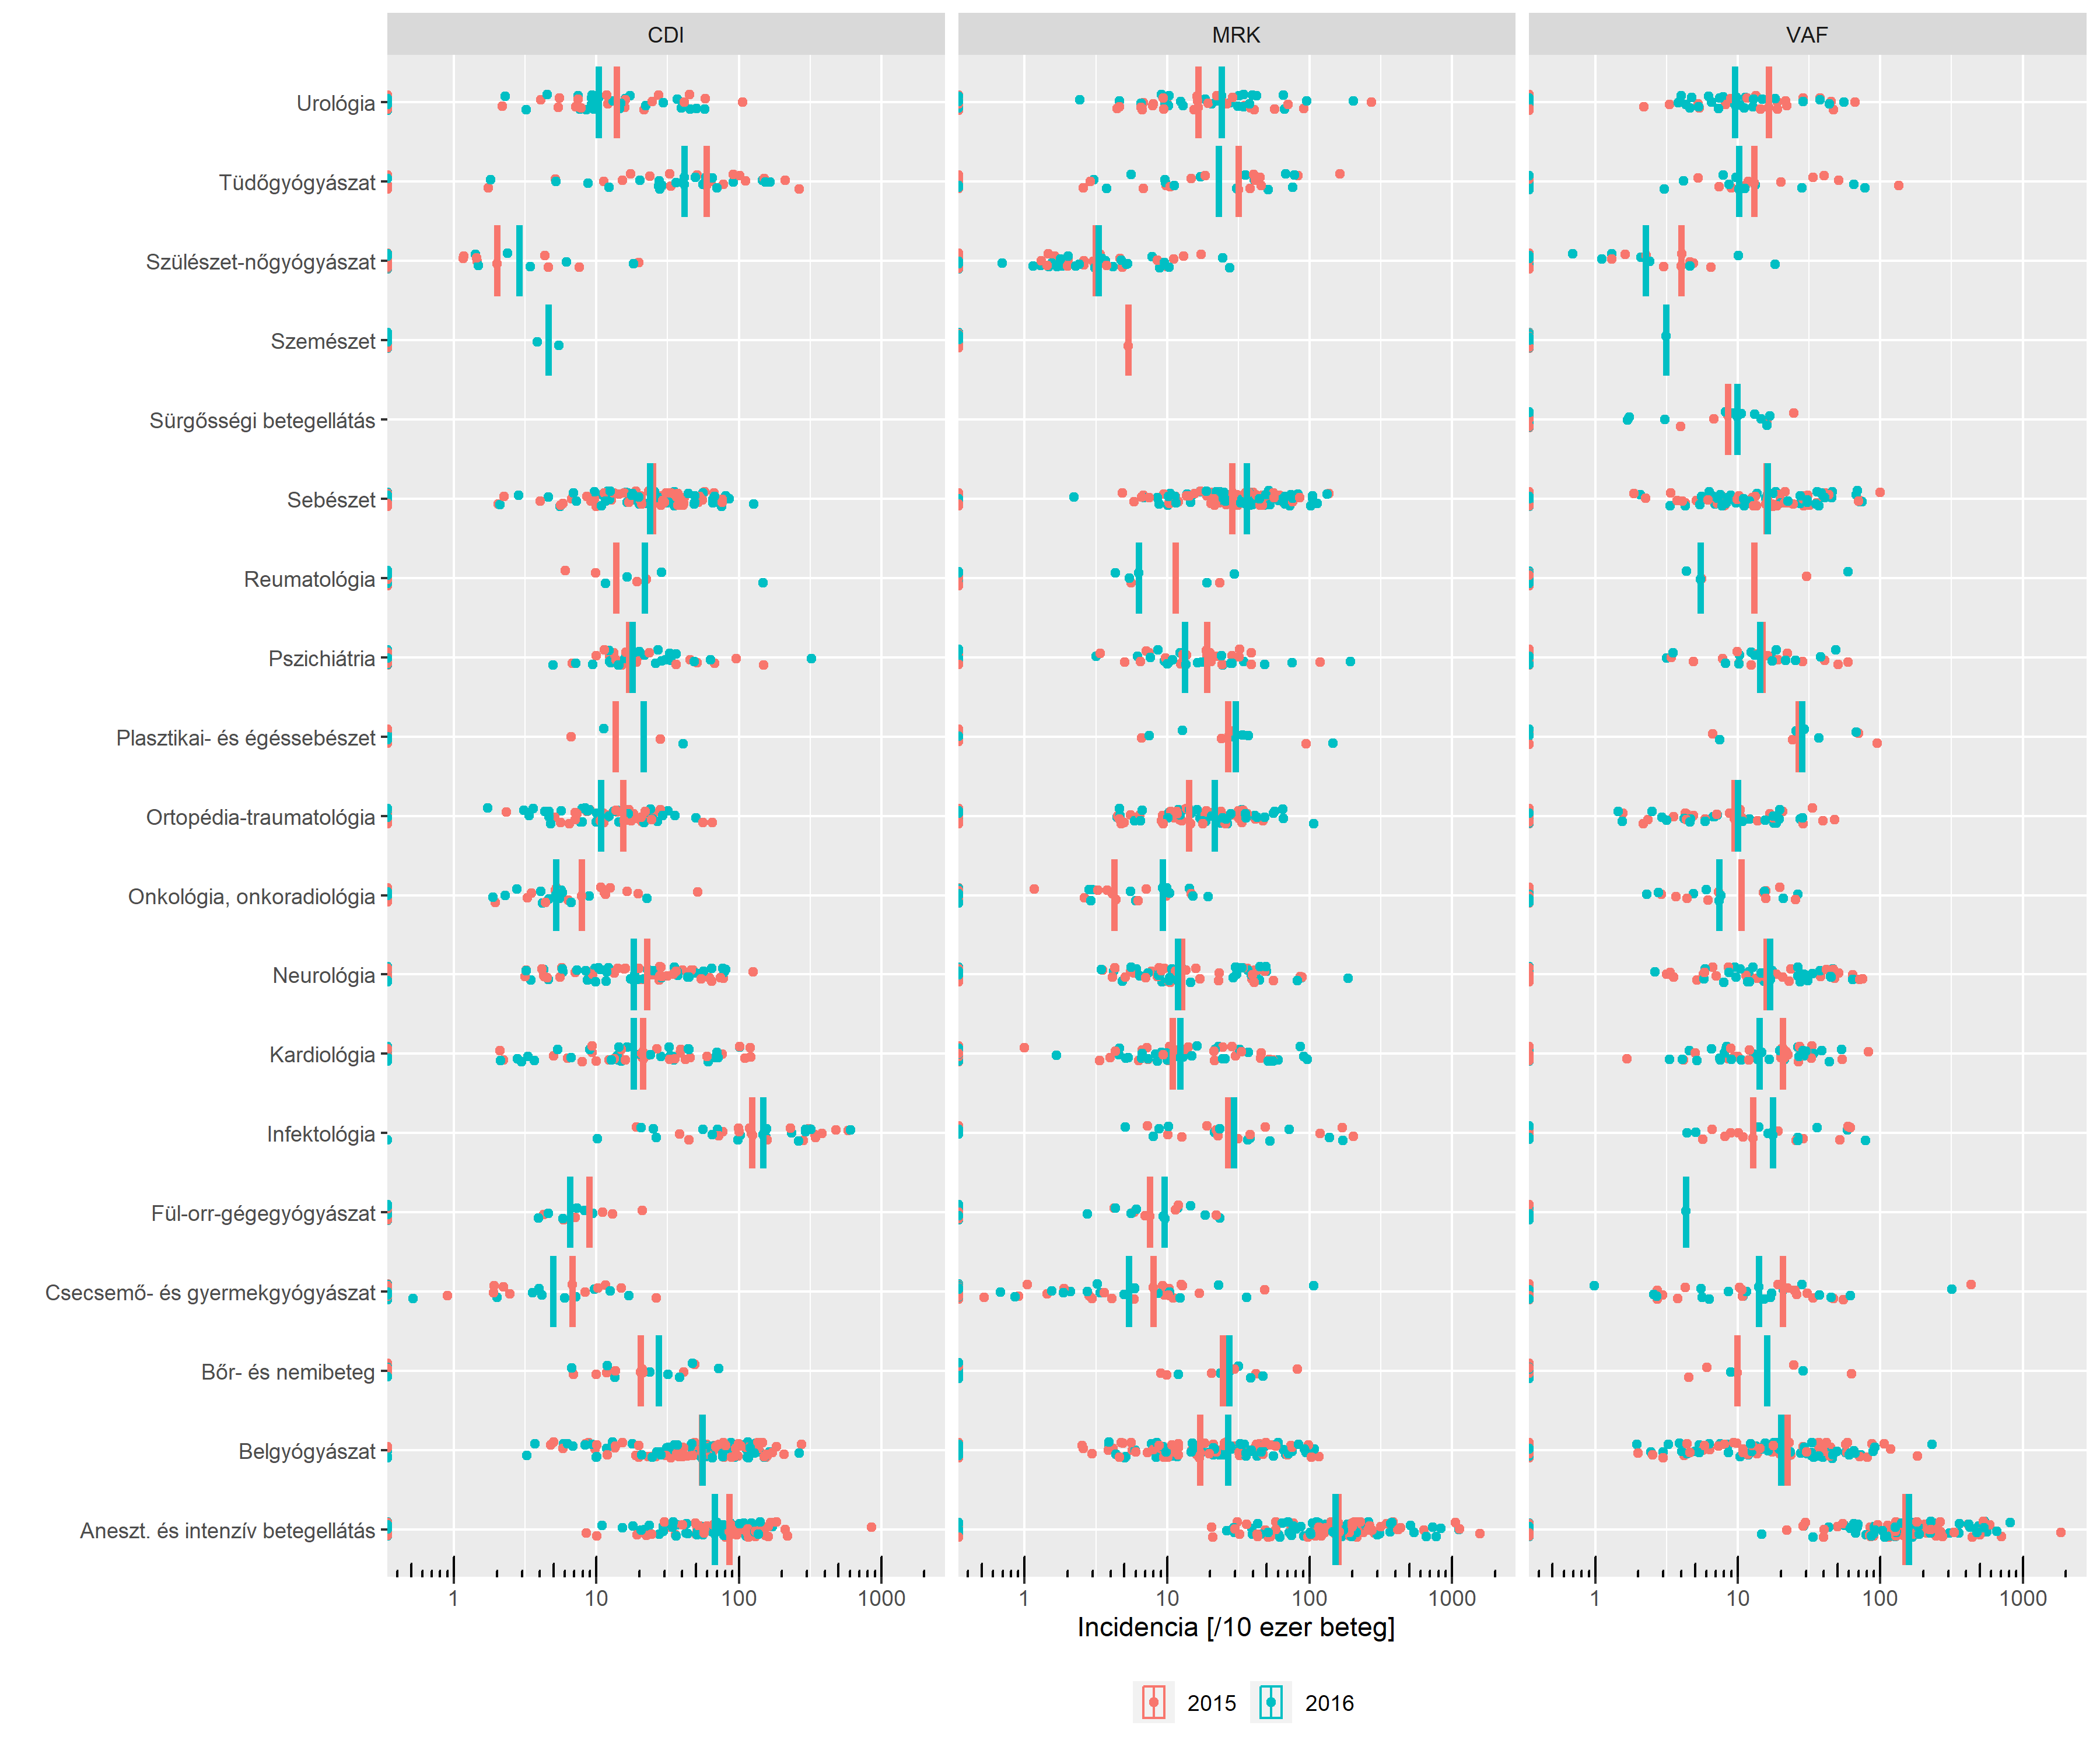 CDI MRK VAF
Urológia
Tüdőgyógyászat
Szülészet-nőgyógyászat
Szemészet
Sürgősségi betegellátás
Sebészet
Reumatológia
Pszichiátria
Plasztikai- és égéssebészet
Ortopédia-traumatológia
Onkológia, onkoradiológia
Neurológia
Kardiológia
Infektológia
Fül-orr-gégegyógyászat
Csecsemő- és gyermekgyógyászat
Bőr- és nemibeteg
Belgyógyászat
Aneszt. és intenzív betegellátás
1 10 100 1000 1 10 100 1000 1 10 100 1000
Incidencia [/10 ezer beteg]
2015 2016